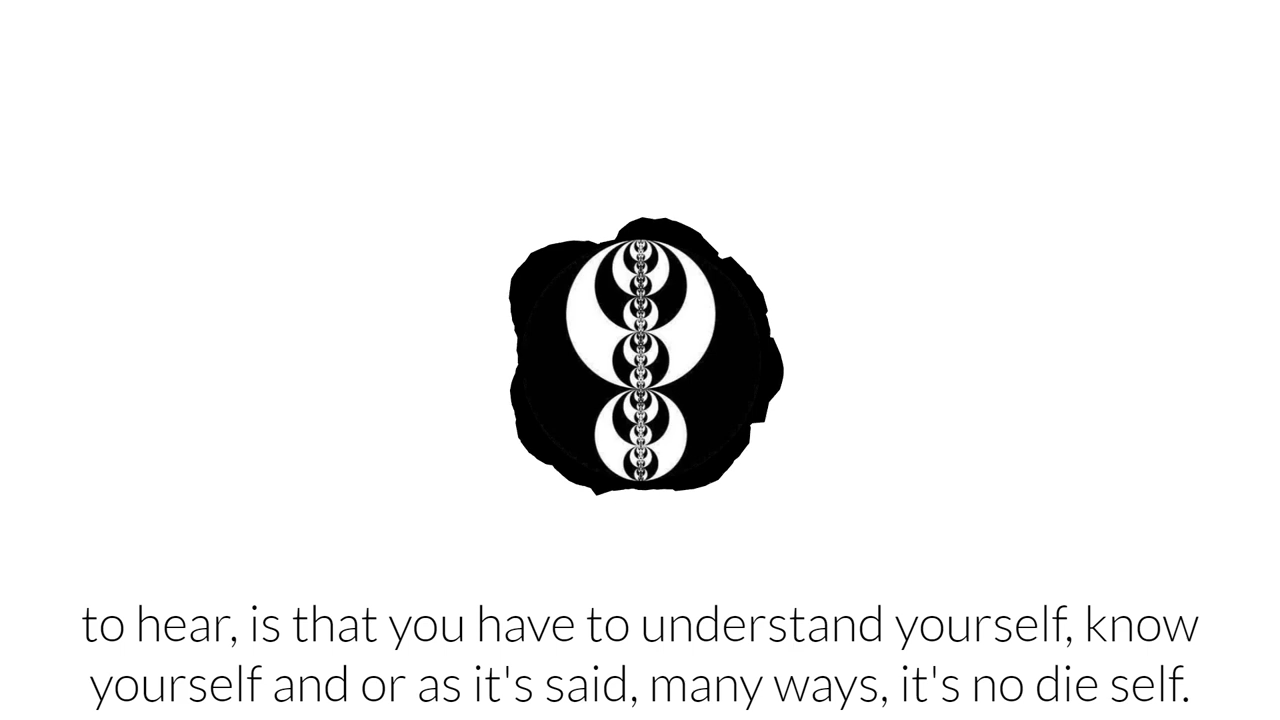 to hear, is that you have to understand yourself, know
yourself and or as it's said, many ways, it's no die self.